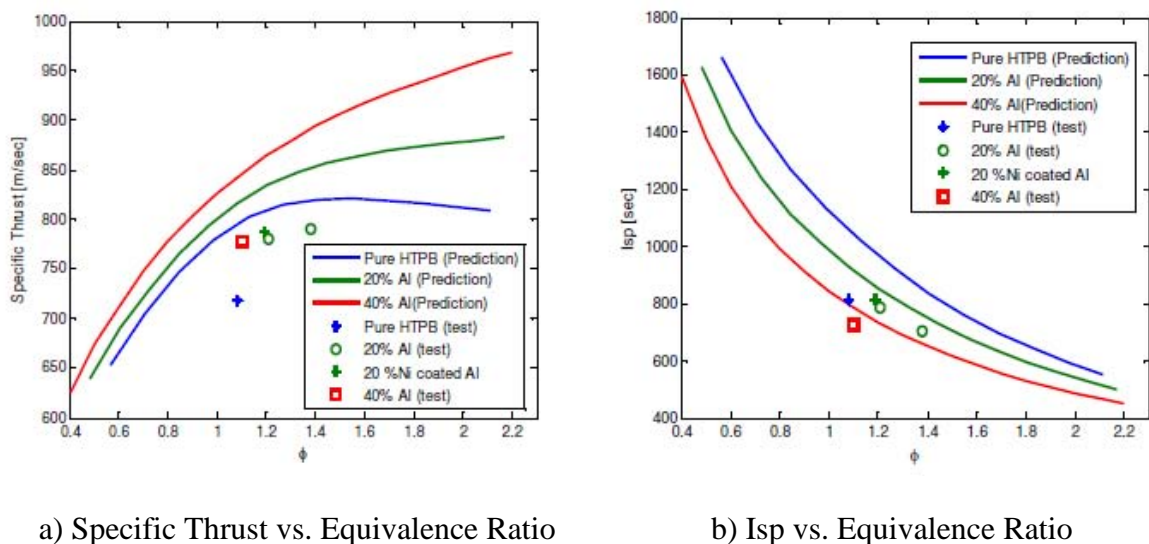 1000
950
900
850
800
750
700
650
600
Specific Thrust [m/sec]
0.4 0.6 0.8 1 1.2 1.4 1.6 1.8 2 2.2
ϕ
Pure HTPB (Prediction)
20% Al (Prediction)
40% Al(Prediction)
Pure HTPB (test)
20% Al (test)
20 %Ni coated Al
40% Al (test)
a) Specific Thrust vs. Equivalence Ratio
1800
1600
1400
1200
1000
800
600
400
Isp [sec]
0.4 0.6 0.8 1 1.2 1.4 1.6 1.8 2 2.2
ϕ
Pure HTPB (Prediction)
20% Al (Prediction)
40% Al(Prediction)
Pure HTPB (test)
20% Al (test)
20 %Ni coated Al
40% Al (test)
b) Isp vs. Equivalence Ratio